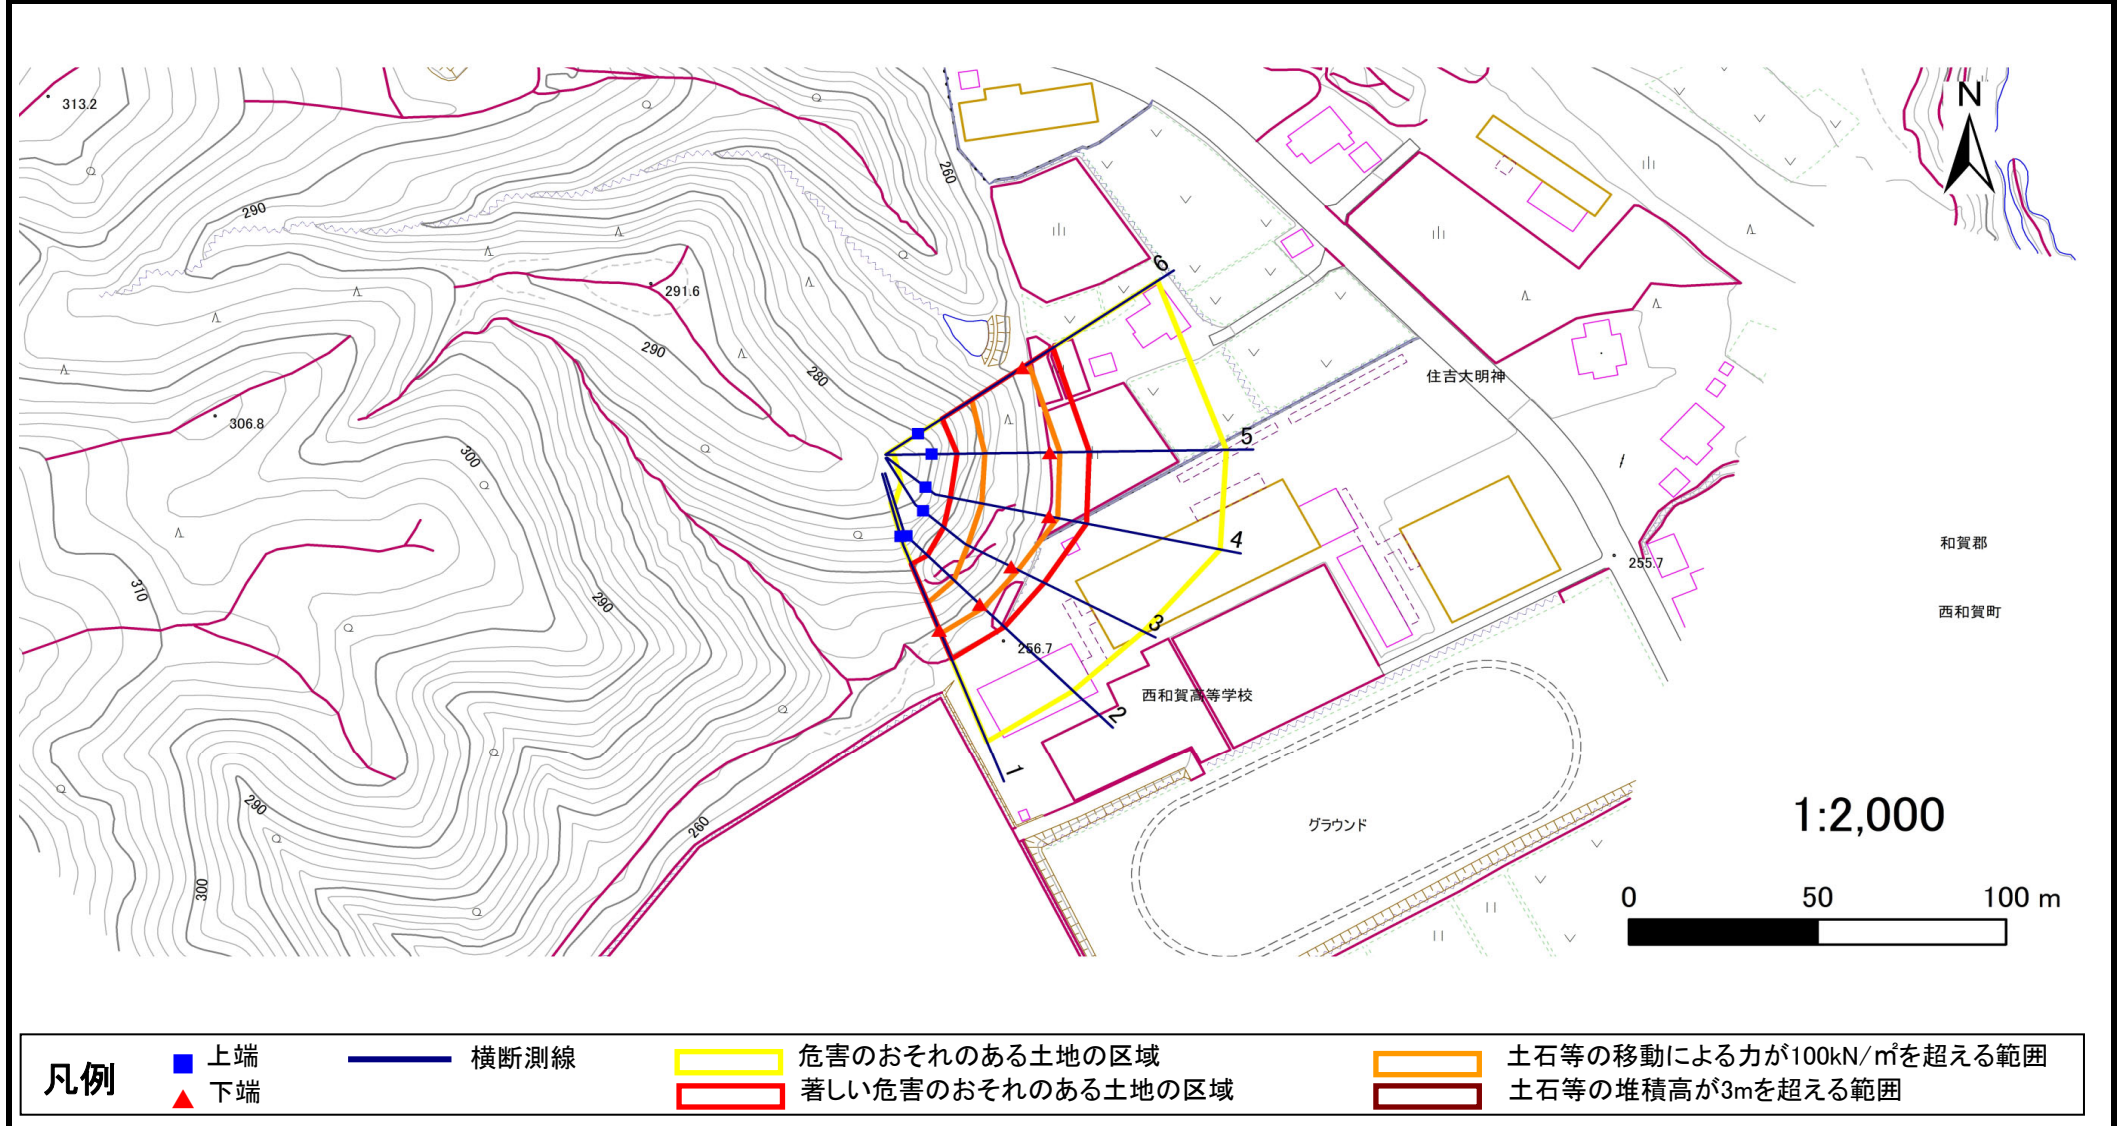 313.2
N
260
290
291.6
6
290
280
住吉大明神
306.8
5
300
4
和賀郡
255.7
310
290
西和賀町
3
256.7
西和賀高等学校
2
1
290
260
グラウンド
1:2,000
300
0 50 100 m
凡例
上端
横断測線
危害のおそれのある土地の区域
土石等の移動による力が100kN/㎡を超える範囲
下端
著しい危害のおそれのある土地の区域
土石等の堆積高が3mを超える範囲